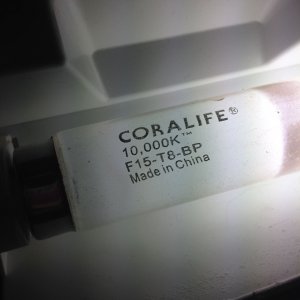 CORALIFE®
10,000K™
F15-T8-BP
Made in China